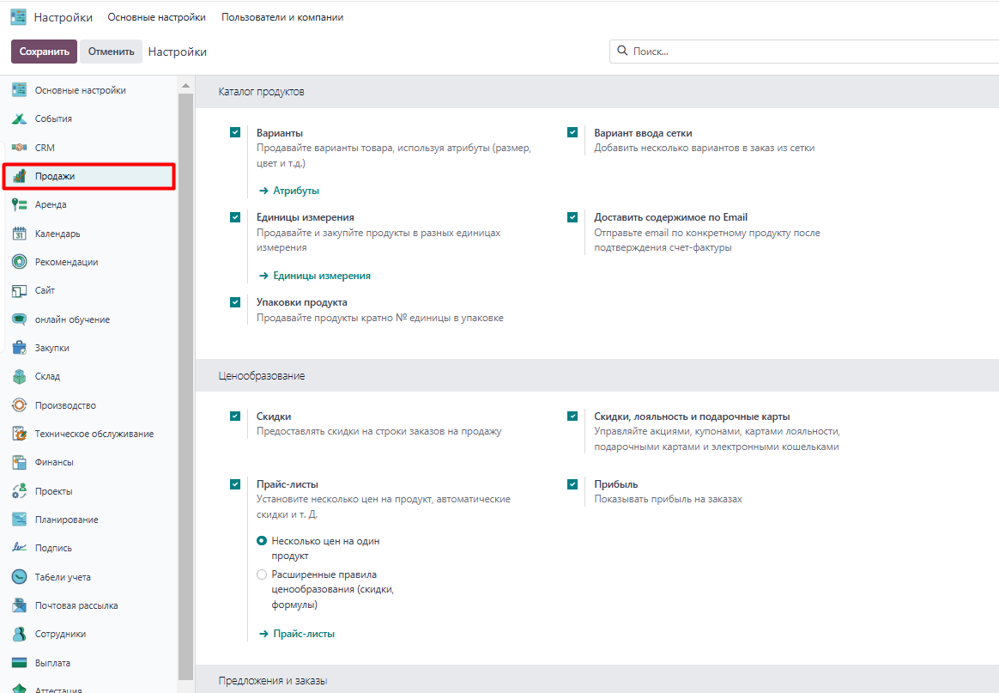 Настройки Основные настройки Пользователи и компании
Сохранить Отменить Настройки
Поиск...
Основные настройки
События
CRM
Продажи
Аренда
31
Календарь
Рекомендации
Сайт
онлайн обучение
Закупки
Склад
Производство
Техническое обслуживание
Финансы
Проекты
Планирование
Подпись
Табели учета
Почтовая рассылка
Сотрудники
Выплата
Аттестация
Каталог продуктов
Варианты
Продавайте варианты товара, используя атрибуты (размер,
цвет и т.д.)
→ Атрибуты
Вариант ввода сетки
Добавить несколько вариантов в заказ из сетки
Единицы измерения
Продавайте и закупйте продукты в разных единицах
измерения
→ Единицы измерения
Доставить содержимое по Email
Отправьте email по конкретному продукту после
подтверждения счет-фактуры
Упаковки продукта
Продавайте продукты кратно № единицы в упаковке
Ценообразование
Скидки
Предоставлять скидки на строки заказов на продажу
Скидки, лояльность и подарочные карты
Управляйте акциями, купонами, картами лояльности,
подарочными картами и электронными кошельками
Прайс-листы
Установите несколько цен на продукт, автоматические
скидки и т. Д.
Несколько цен на один
продукт
Расширенные правила
ценообразования (скидки,
формулы)
→ Прайс-листы
Прибыль
Показывать прибыль на заказах
Предложения и заказы